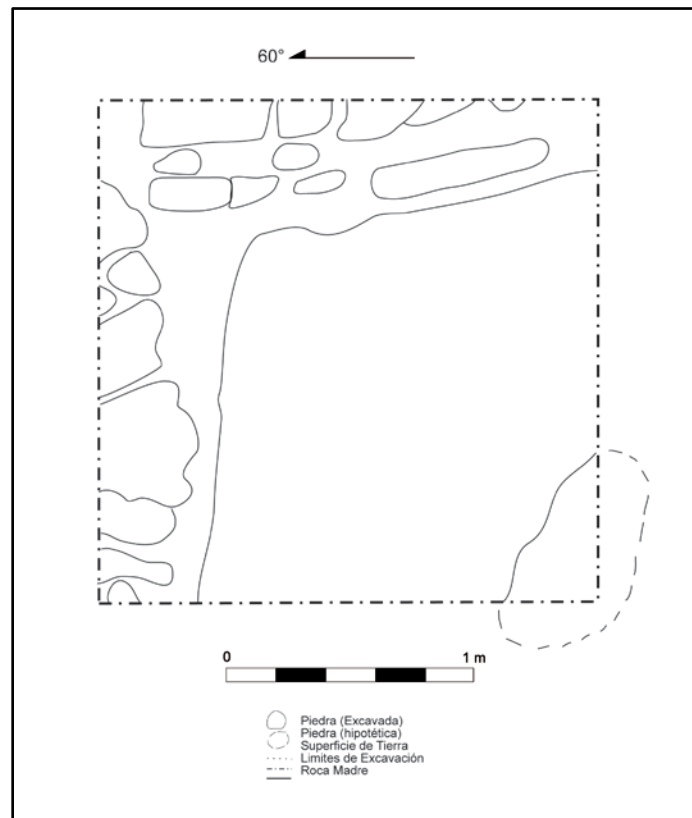 60°
0 1 m
Piedra (Excavada)
Piedra (hipotética)
Superficie de Tierra
Limites de Excavación
Roca Madre